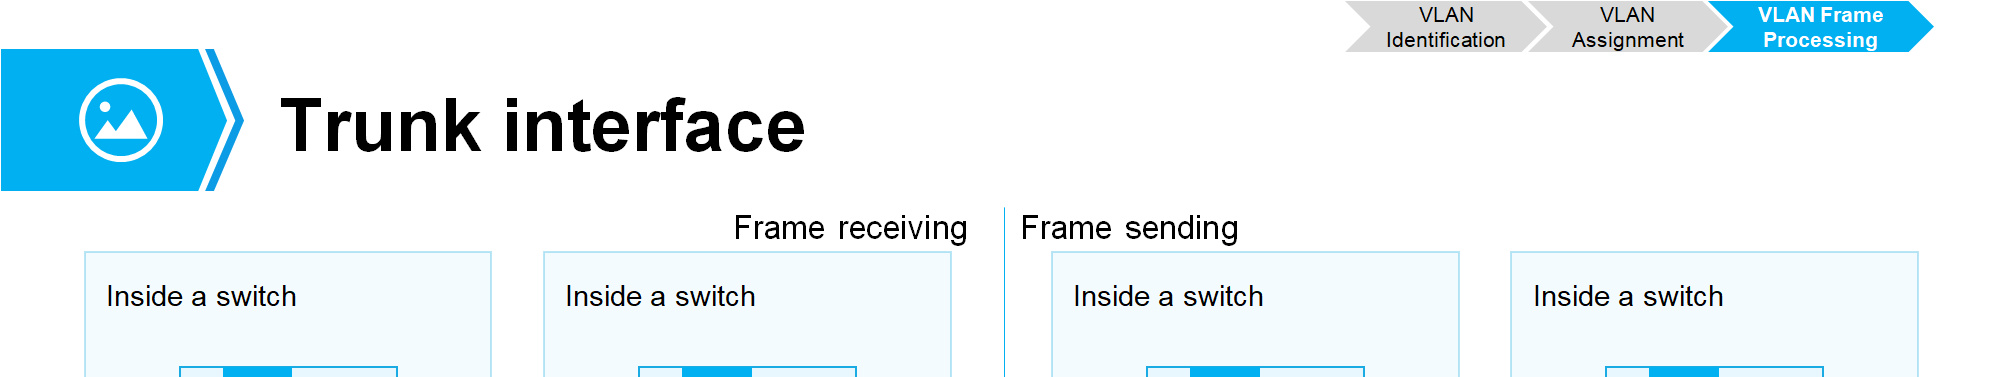 VLAN
Identification
VLAN
Assignment
VLAN Frame
Processing
Trunk interface
Frame receiving
Frame sending
Inside a switch
Inside a switch
Inside a switch
Inside a switch